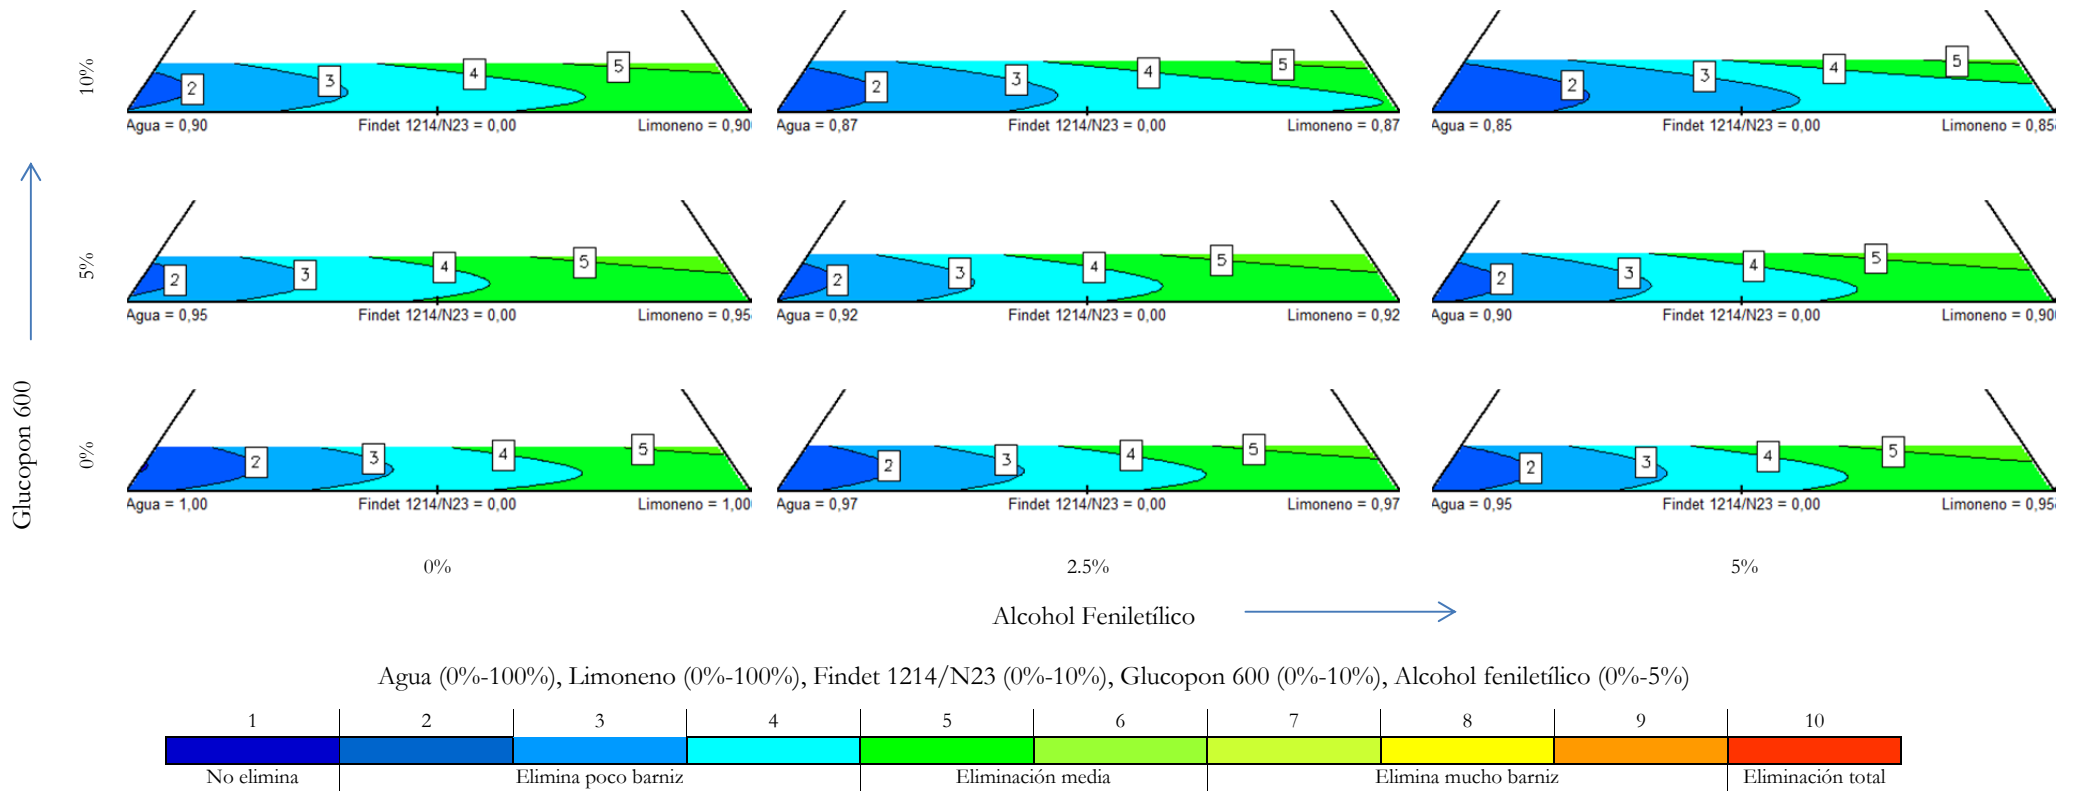 10%
2
3
4
5
Agua = 0,90
Findet 1214/N23 = 0,00
Limoneno = 0,90
2
3
4
5
Agua = 0,87
Findet 1214/N23 = 0,00
Limoneno = 0,87
2
3
4
5
Agua = 0,85
Findet 1214/N23 = 0,00
Limoneno = 0,85
5%
2
3
4
5
Agua = 0,95
Findet 1214/N23 = 0,00
Limoneno = 0,95
2
3
4
5
Agua = 0,92
Findet 1214/N23 = 0,00
Limoneno = 0,92
2
3
4
5
Agua = 0,90
Findet 1214/N23 = 0,00
Limoneno = 0,90
Glucopon 600
0%
2
3
4
5
Agua = 1,00
Findet 1214/N23 = 0,00
Limoneno = 1,00
2
3
4
5
Agua = 0,97
Findet 1214/N23 = 0,00
Limoneno = 0,97
2
3
4
5
Agua = 0,95
Findet 1214/N23 = 0,00
Limoneno = 0,95
0% 2.5% 5%
Alcohol Feniletílico
Agua (0%-100%), Limoneno (0%-100%), Findet 1214/N23 (0%-10%), Glucopon 600 (0%-10%), Alcohol feniletílico (0%-5%)
1 2 3 4 5 6 7 8 9 10
No elimina Elimina poco barniz Eliminación media Elimina mucho barniz Eliminación total